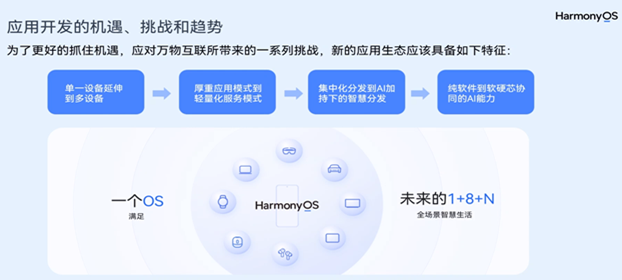 应用开发的机遇、挑战和趋势
HarmonyOS
为了更好的抓住机遇，应对万物互联所带来的一系列挑战，新的应用生态应该具备如下特征：
单一设备延伸
到多设备
厚重应用模式到
轻量化服务模式
集中化分发到AI加
持下的智慧分发
纯软件到软硬芯协
同的AI能力
一个OS
满足
HarmonyOS
未来的1+8+N
全场景智慧生活